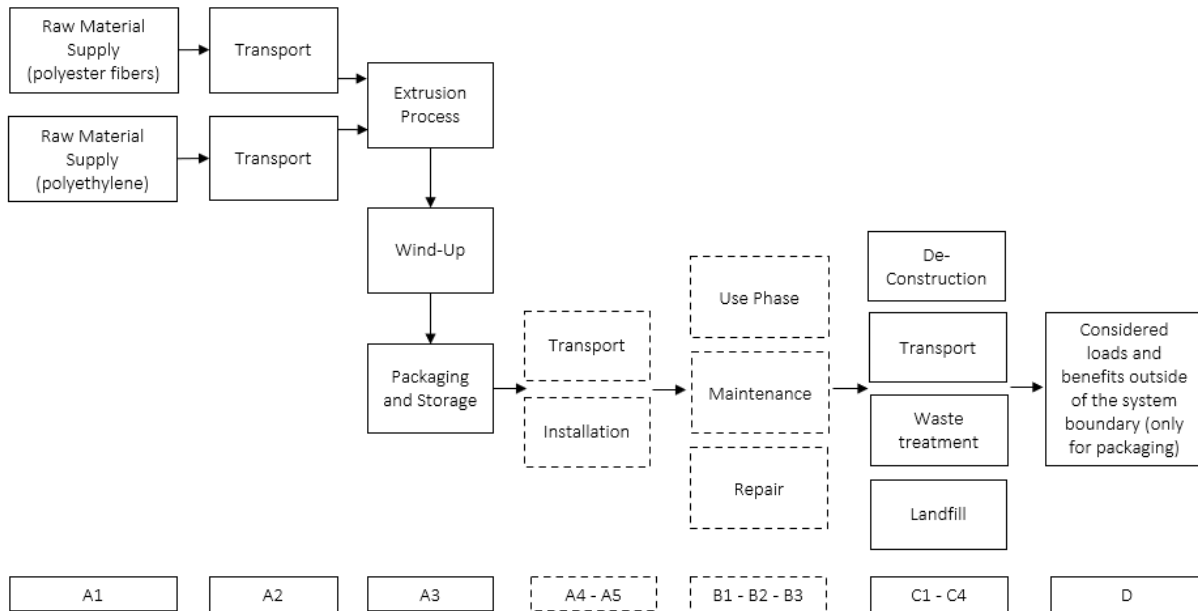 Raw Material
Supply
(polyester fibers)
Transport
Raw Material
Supply
(polyethylene)
Transport
Extrusion
Process
Wind-Up
Packaging
and Storage
Transport
Installation
Use Phase
Maintenance
Repair
De-
Construction
Transport
Waste
treatment
Landfill
Considered
loads and
benefits outside
of the system
boundary (only
for packaging)
A1
A2
A3
A4 - A5
B1 - B2 - B3
C1 - C4
D